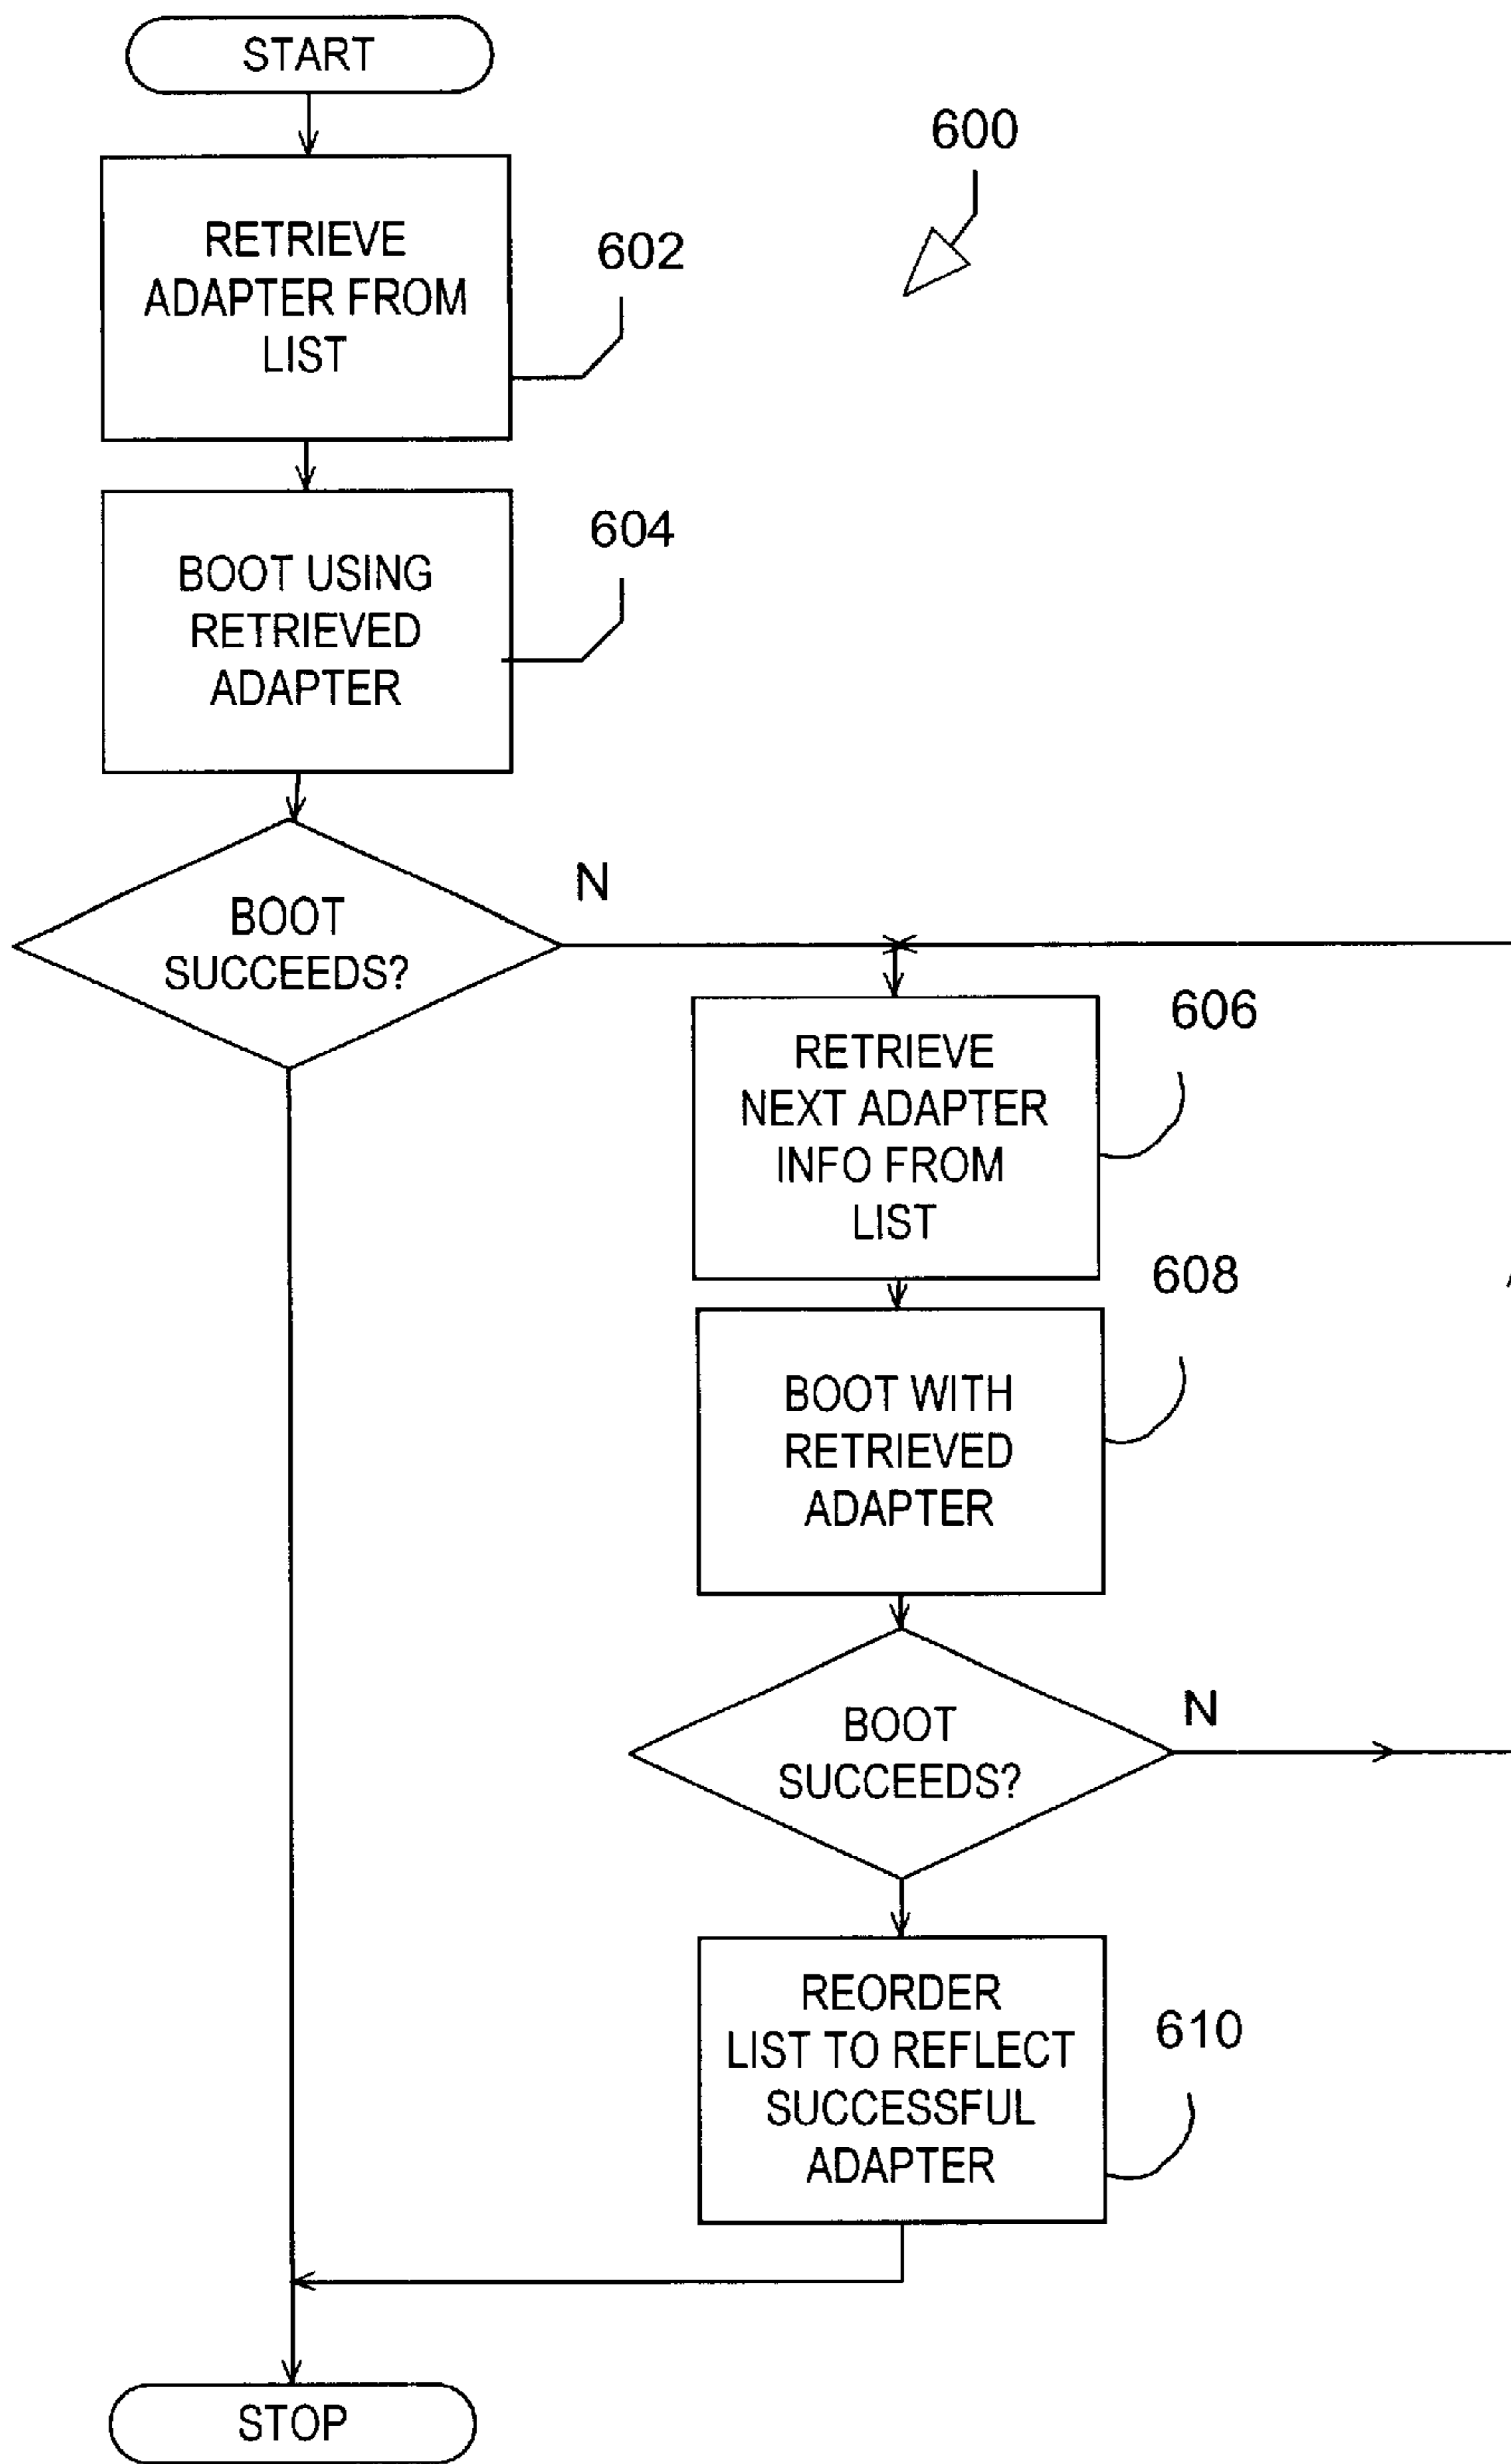 START
600
RETRIEVE
ADAPTER FROM
LIST
602
BOOT USING
RETRIEVED
ADAPTER
604
BOOT
SUCCEEDS?
N
RETRIEVE
NEXT ADAPTER
INFO FROM
LIST
606
BOOT WITH
RETRIEVED
ADAPTER
608
BOOT
SUCCEEDS?
N
REORDER
LIST TO REFLECT
SUCCESSFUL
ADAPTER
610
STOP